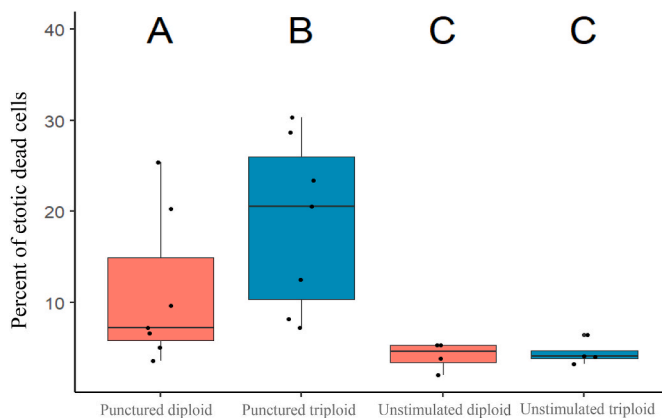 A B C C
40
30
20
10
Percent of etotic dead cells
Punctured diploid Punctured triploid Unstimulated diploid Unstimulated triploid